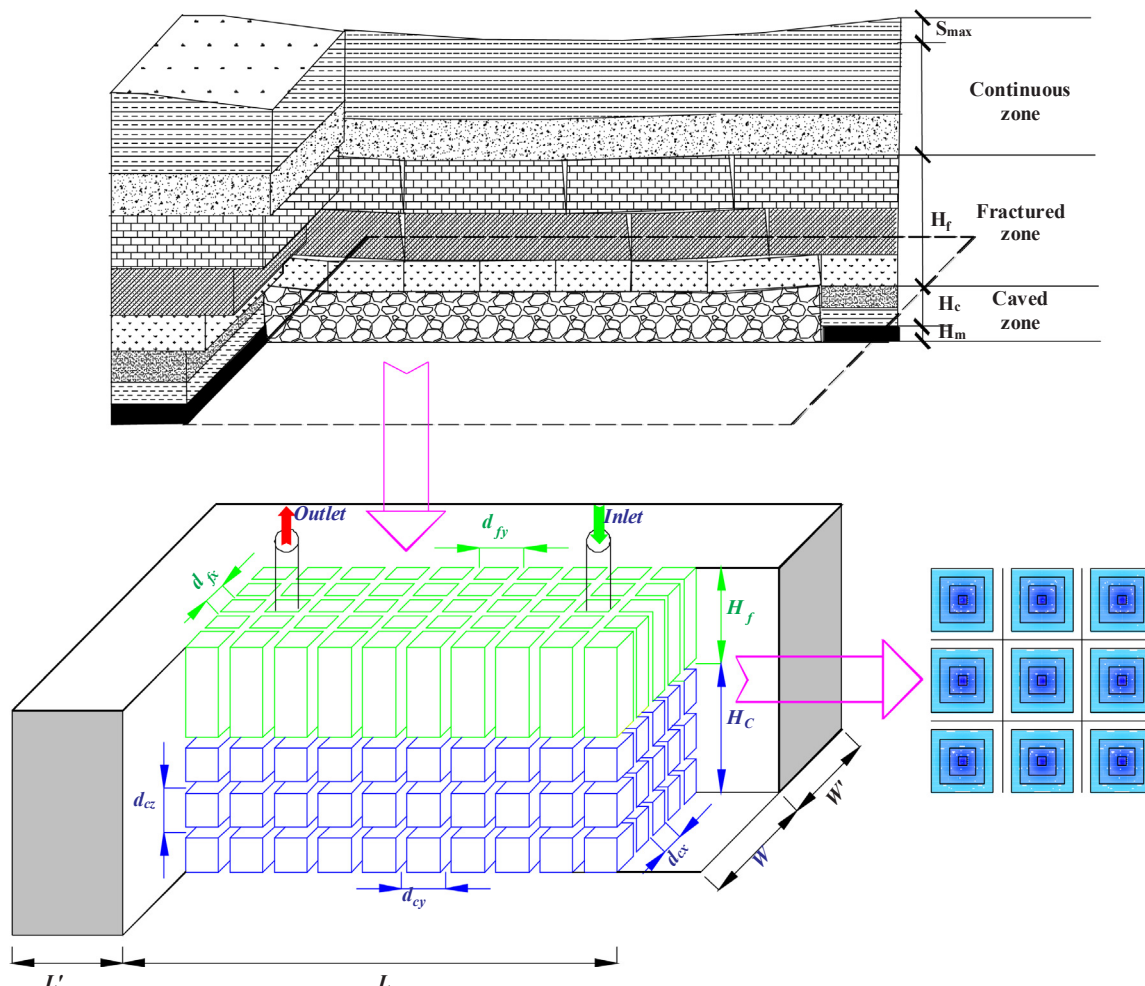 Smax
Continuous
zone
Hf
Fractured
zone
Hc
Caved
zone
Hm
Outlet
Inlet
dfy
dfx
Hf
HC
dcz
dcy
dcx
W'
W
L'
L